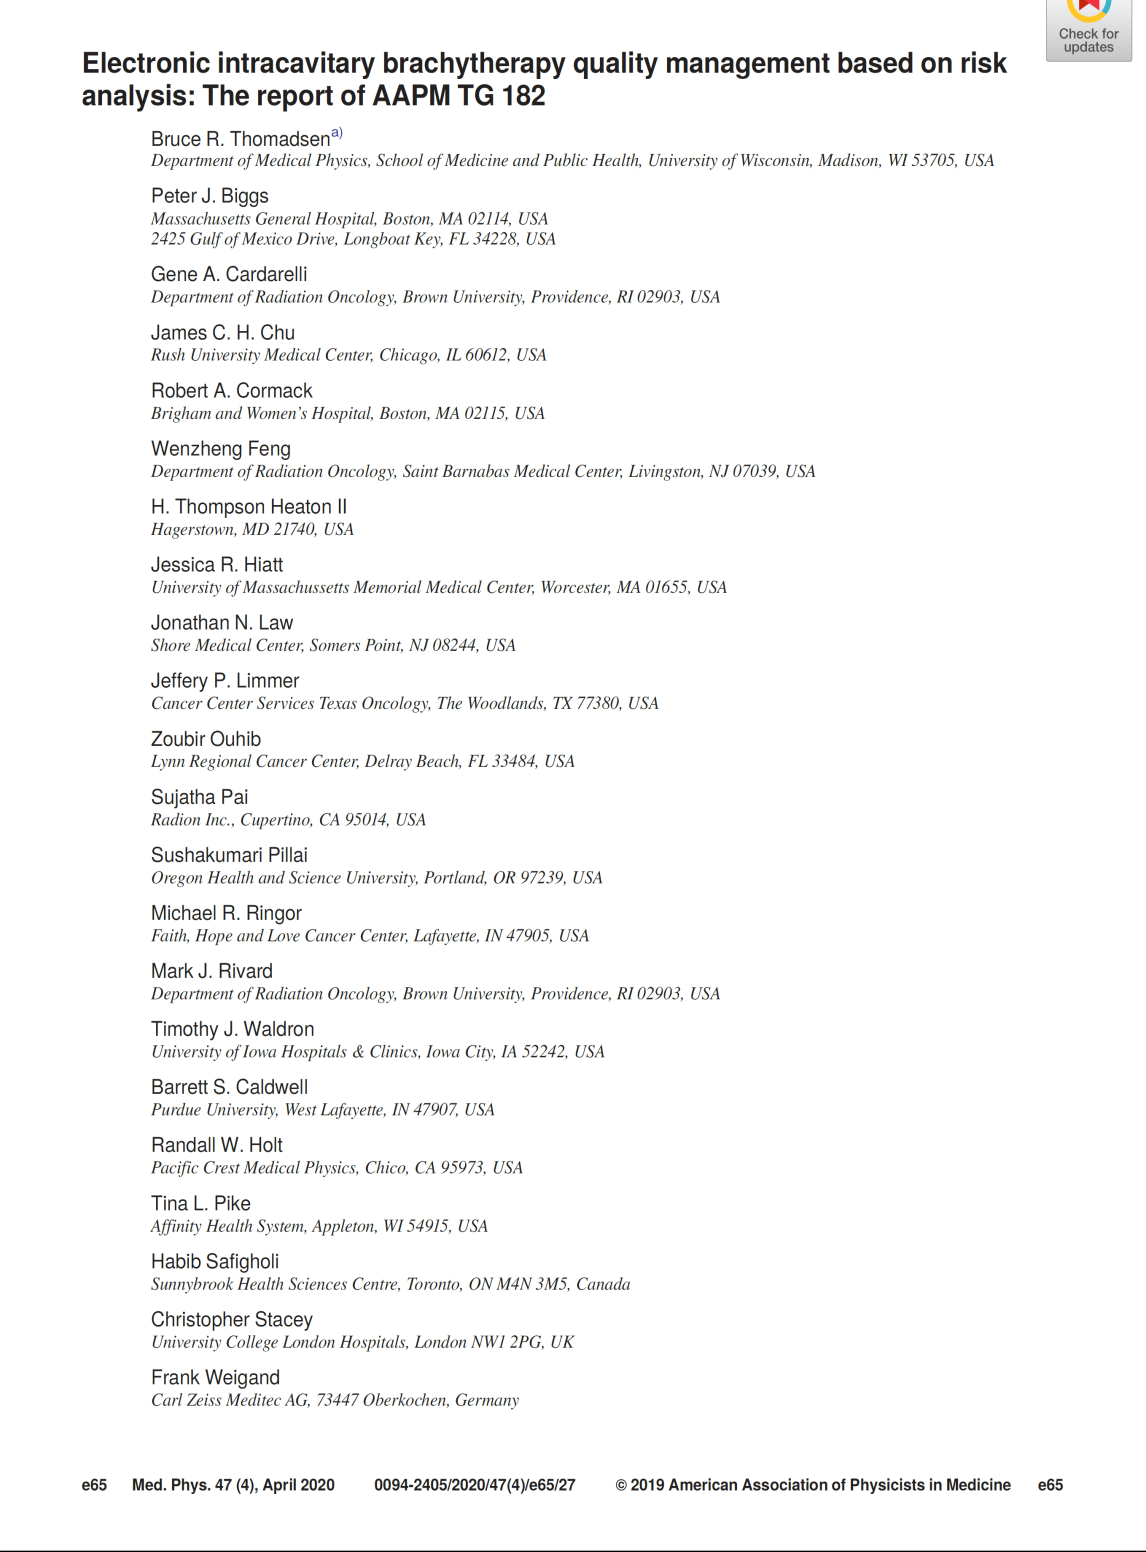 Check for
updates
Electronic intracavitary brachytherapy quality management based on risk
analysis: The report of AAPM TG 182
Bruce R. Thomadsen a)
Department of Medical Physics, School of Medicine and Public Health, University of Wisconsin, Madison, WI 53705, USA
Peter J. Biggs
Massachusetts General Hospital, Boston, MA 02114, USA
2425 Gulf of Mexico Drive, Longboat Key, FL 34228, USA
Gene A. Cardarelli
Department of Radiation Oncology, Brown University, Providence, RI 02903, USA
James C. H. Chu
Rush University Medical Center, Chicago, IL 60612, USA
Robert A. Cormack
Brigham and Women's Hospital, Boston, MA 02115, USA
Wenzheng Feng
Department of Radiation Oncology, Saint Barnabas Medical Center, Livingston, NJ 07039, USA
H. Thompson Heaton II
Hagerstown, MD 21740, USA
Jessica R. Hiatt
University of Massachussetts Memorial Medical Center, Worcester, MA 01655, USA
Jonathan N. Law
Shore Medical Center, Somers Point, NJ 08244, USA
Jeffery P. Limmer
Cancer Center Services Texas Oncology, The Woodlands, TX 77380, USA
Zoubir Ouhib
Lynn Regional Cancer Center, Delray Beach, FL 33484, USA
Sujatha Pai
Radion Inc., Cupertino, CA 95014, USA
Sushakumari Pillai
Oregon Health and Science University, Portland, OR 97239, USA
Michael R. Ringor
Faith, Hope and Love Cancer Center, Lafayette, IN 47905, USA
Mark J. Rivard
Department of Radiation Oncology, Brown University, Providence, RI 02903, USA
Timothy J. Waldron
University of Iowa Hospitals & Clinics, Iowa City, IA 52242, USA
Barrett S. Caldwell
Purdue University, West Lafayette, IN 47907, USA
Randall W. Holt
Pacific Crest Medical Physics, Chico, CA 95973, USA
Tina L. Pike
Affinity Health System, Appleton, WI 54915, USA
Habib Safigholi
Sunnybrook Health Sciences Centre, Toronto, ON M4N 3M5, Canada
Christopher Stacey
University College London Hospitals, London NW1 2PG, UK
Frank Weigand
Carl Zeiss Meditec AG, 73447 Oberkochen, Germany
e65 Med. Phys. 47 (4), April 2020 0094-2405/2020/47(4)/e65/27 © 2019 American Association of Physicists in Medicine e65